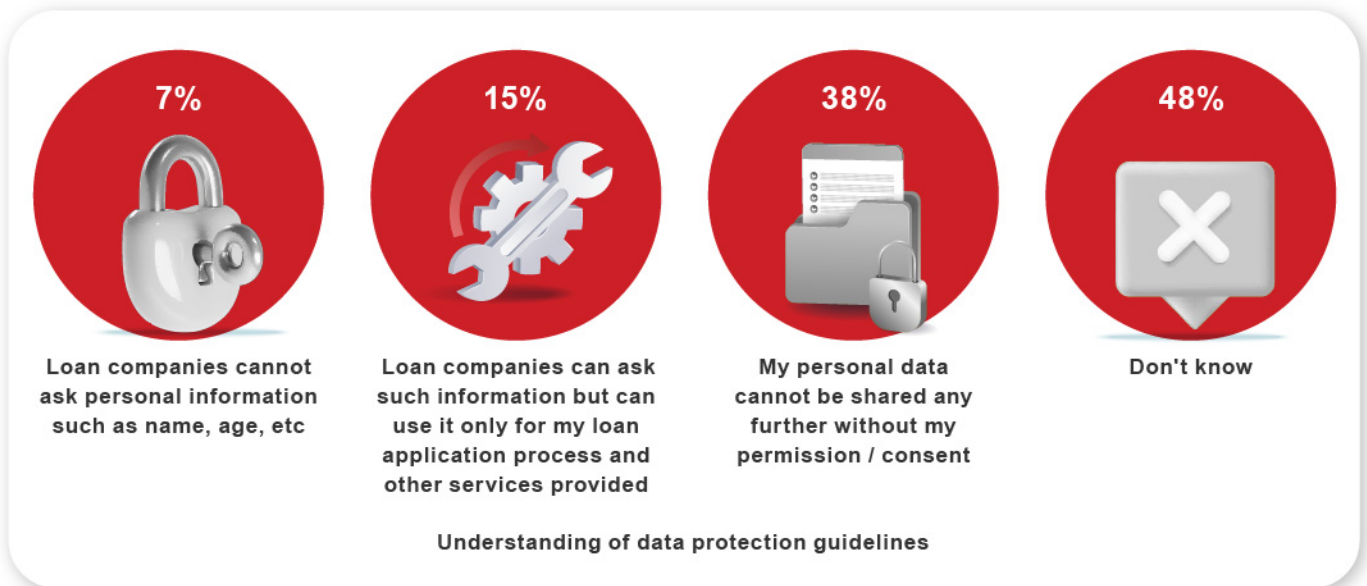 7%
Loan companies cannot
ask personal information
such as name, age, etc
15%
Loan companies can ask
such information but can
use it only for my loan
application process and
other services provided
38%
My personal data
cannot be shared any
further without my
permission / consent
48%
Don't know
Understanding of data protection guidelines